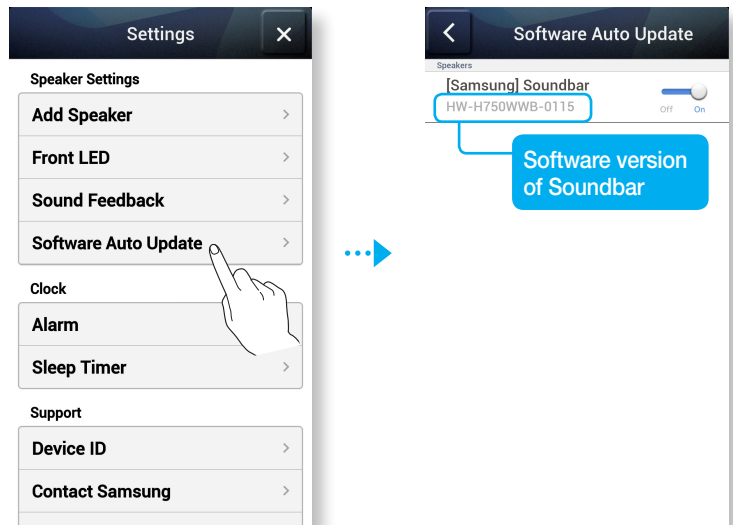 Settings
Speaker Settings
Add Speaker
Front LED
Sound Feedback
Software Auto Update
Clock
Alarm
Sleep Timer
Support
Device ID
Contact Samsung
Software Auto Update
Speakers
[Samsung] Soundbar
HW-H750WWB-0115
Off On
Software version
of Soundbar